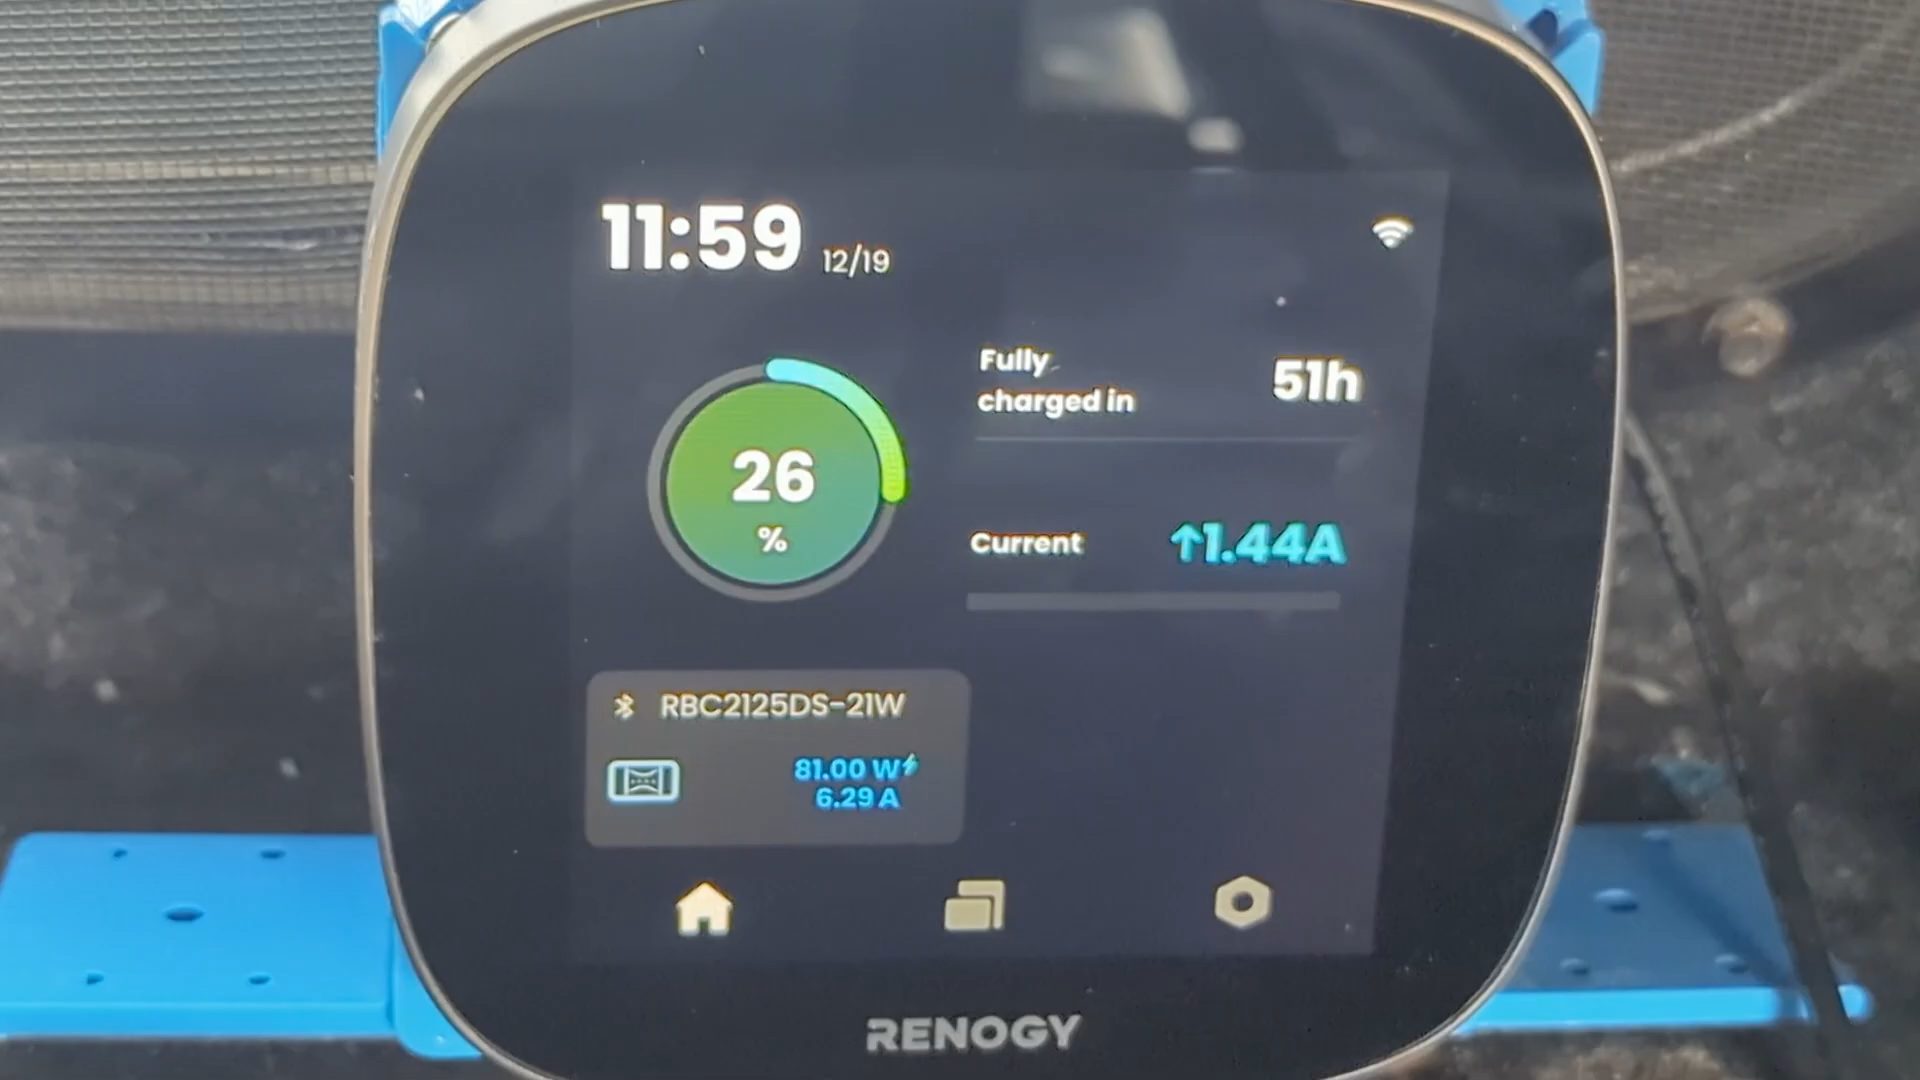 11:59 12/19
Fully
charged in
51h
26
%
Current
↑1.44A
RBC2125DS-21W
81.00 W
6.29 A
RENOGY